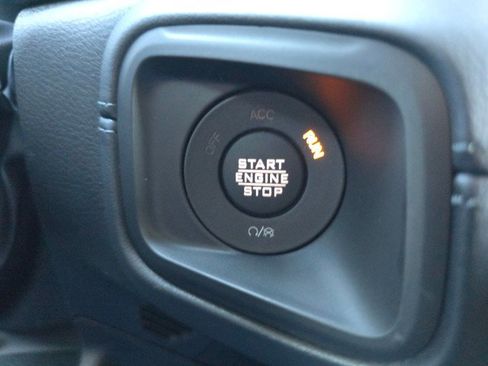 ACC
OFF
RUN
START
ENGINE
STOP